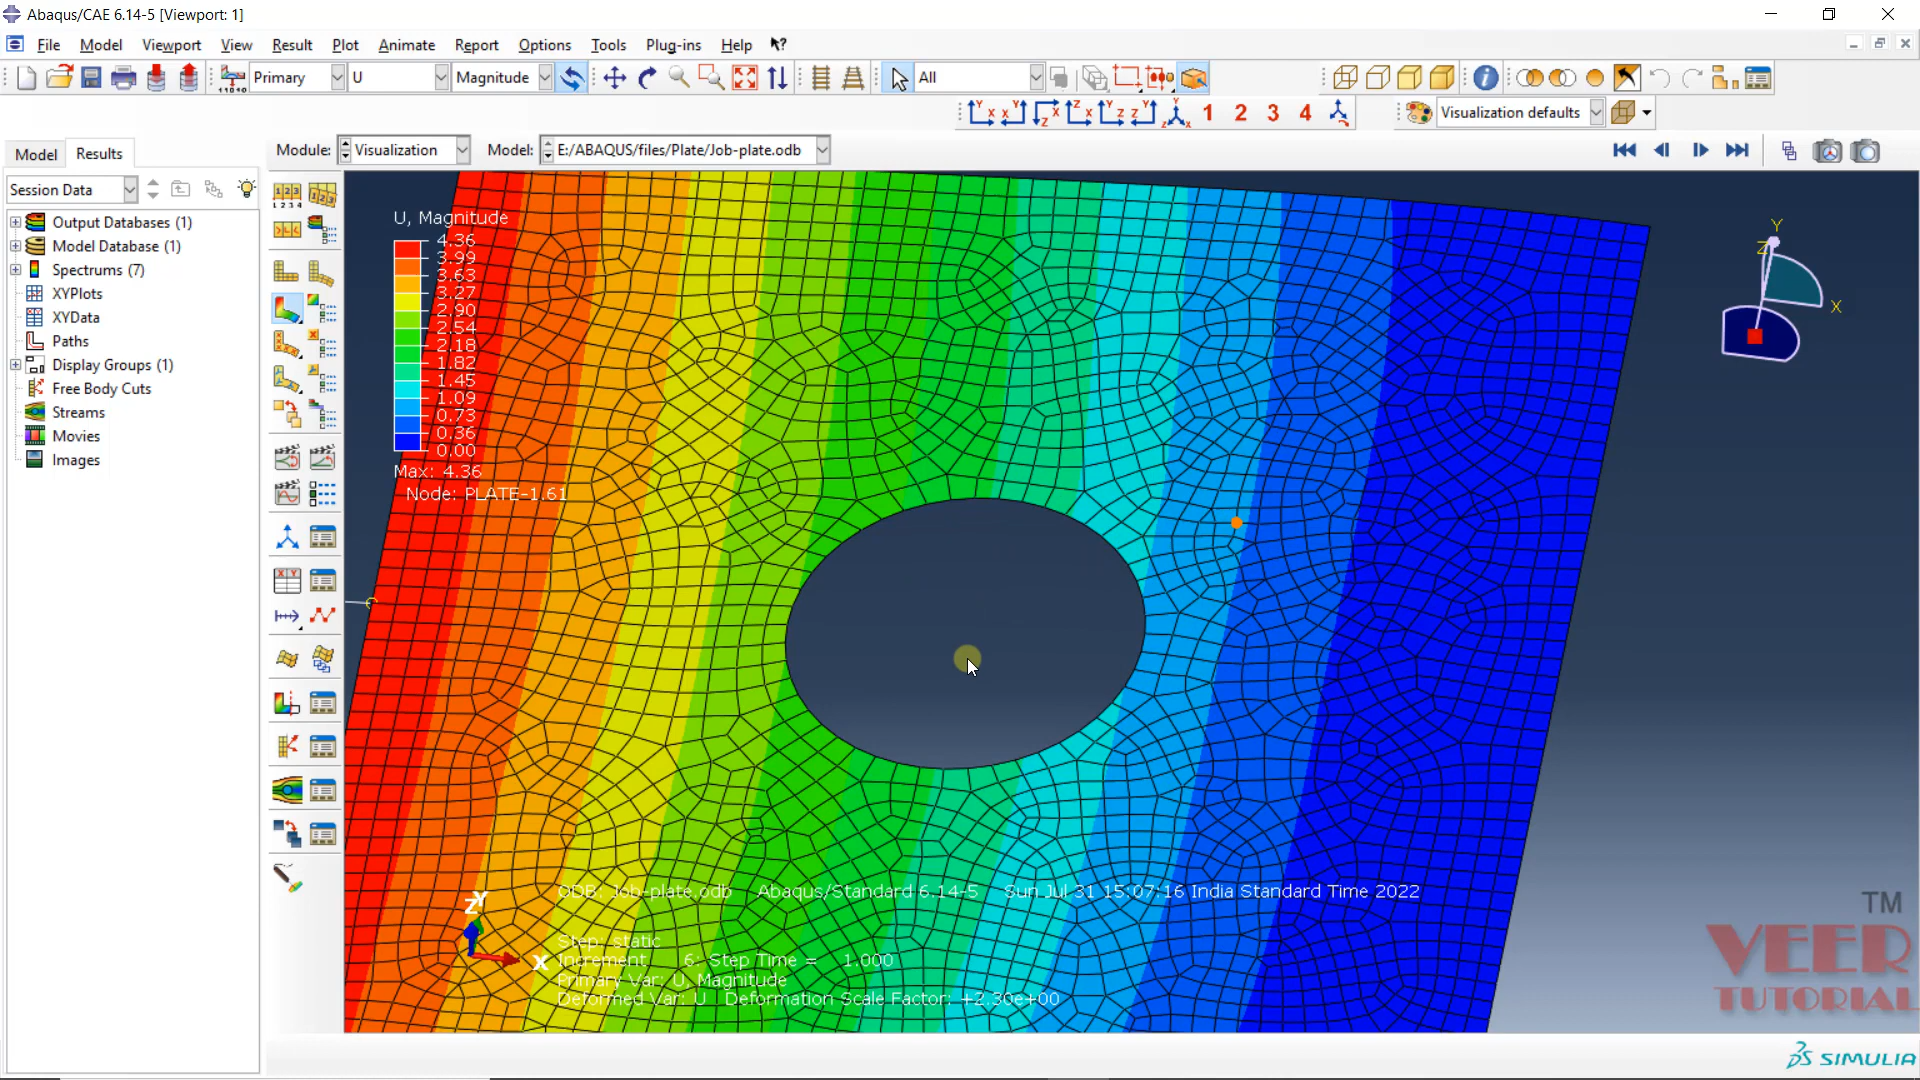 Abaqus/CAE 6.14-5 [Viewport: 1]
File Model Viewport View Result Plot Animate Report Options Tools Plug-ins Help
Primary U Magnitude All
1 2 3 4 Visualization defaults
Model Results Module: Visualization Model: E:/ABAQUS/files/Plate/Job-plate.odb
Session Data
Output Databases (1)
Model Database (1)
Spectrums (7)
XYPlots
XYData
Paths
Display Groups (1)
Free Body Cuts
Streams
Movies
Images
U, Magnitude
4.36
3.99
3.63
3.27
2.90
2.54
2.18
1.82
1.45
1.09
0.73
0.36
0.00
Max: 4.36
Node: PLATE-1.61
Y
Z
X
ODB: Job-plate.odb Abaqus/Standard 6.14-5 Sun Jul 31 15:07:16 India Standard Time 2022
Y
Z
X
Step: static
Increment 6: Step Time = 1.000
Primary Var: U, Magnitude
Deformed Var: U Deformation Scale Factor: +2.30e+00
TM
VEER
TUTORIAL
SIMULIA